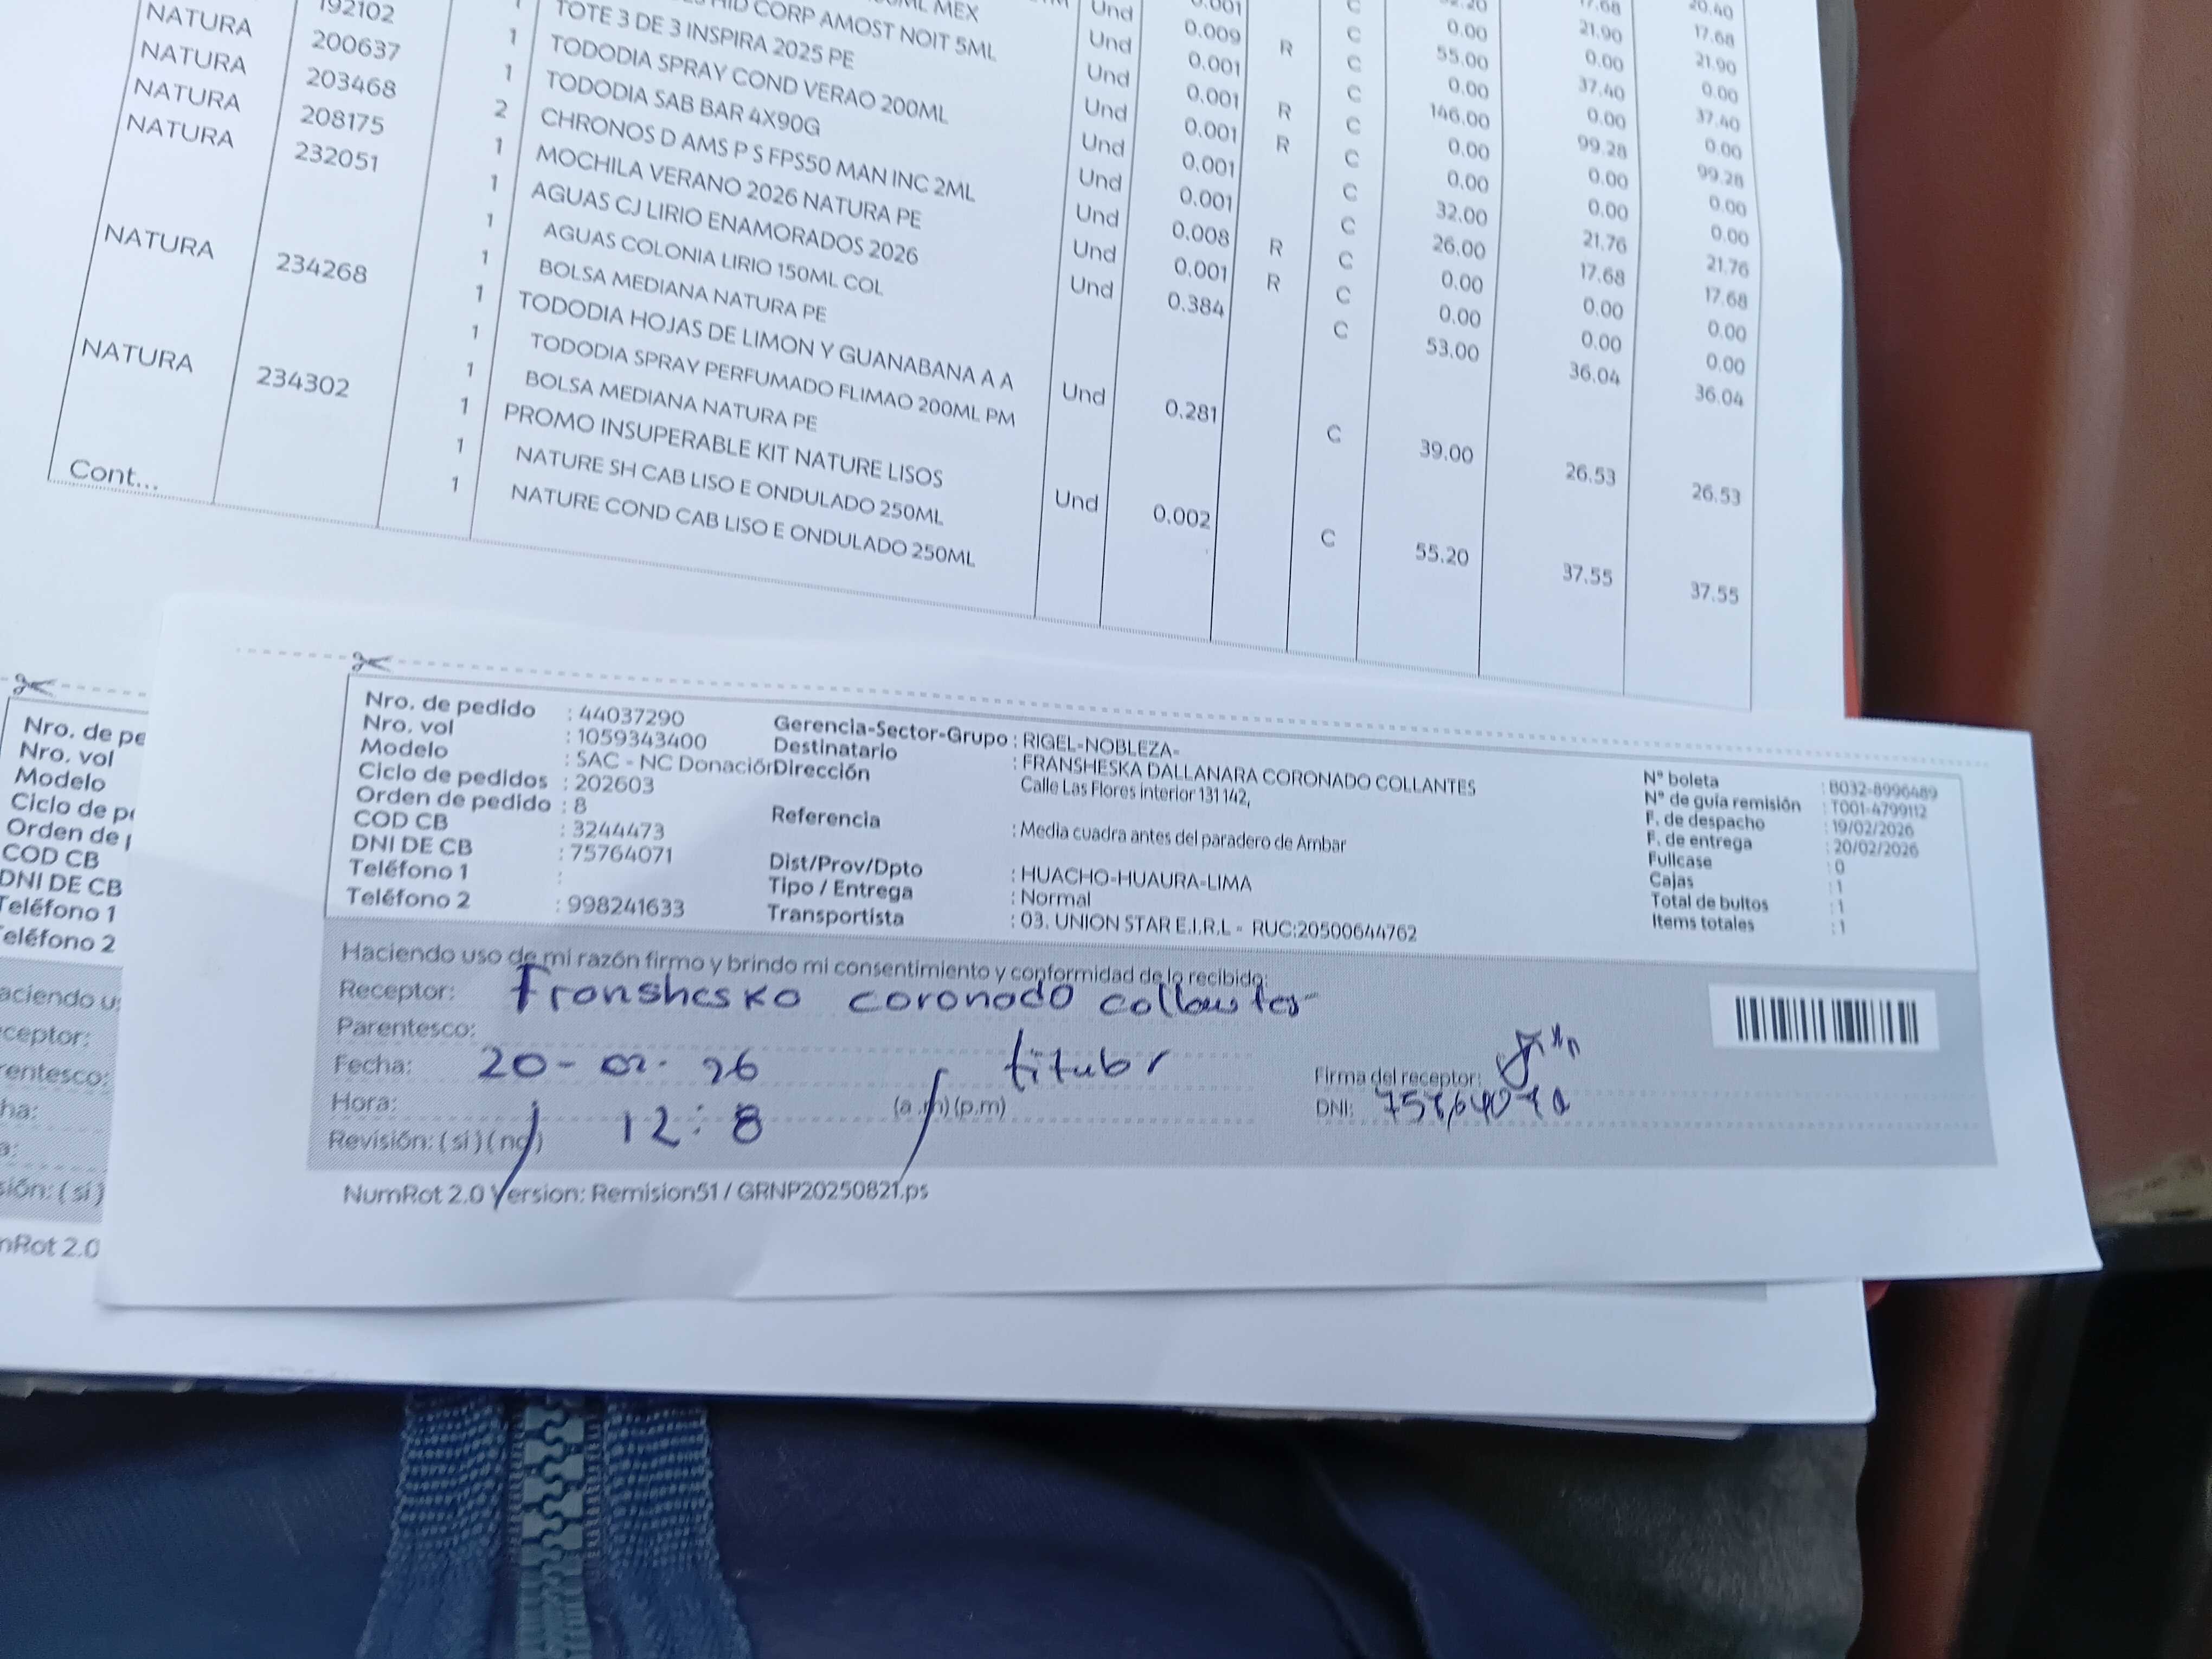 NATURA 192102
NATURA 200637 1 TOTE 3 DE 3 INSPIRA 2025 PE
NATURA 203468 1 TODODIA SPRAY COND VERAO 200ML
NATURA 208175 2 TODODIA SAB BAR 4X90G
232051 1 CHRONOS D AMS P S FPS50 MAN INC 2ML
1 MOCHILA VERANO 2026 NATURA PE
1 AGUAS CJ LIRIO ENAMORADOS 2026
1 AGUAS COLONIA LIRIO 150ML COL
1 BOLSA MEDIANA NATURA PE
NATURA 234268 1 TODODIA HOJAS DE LIMON Y GUANABANA A A
1 TODODIA SPRAY PERFUMADO FLIMAO 200ML PM
1 BOLSA MEDIANA NATURA PE
NATURA 234302 1 PROMO INSUPERABLE KIT NATURE LISOS
1 NATURE SH CAB LISO E ONDULADO 250ML
1 NATURE COND CAB LISO E ONDULADO 250ML
Cont...
HID CORP AMOST NOIT 5ML
ML MEX
Und 0.001 C 17.68 20.40
Und 0.009 R C 0.00 21.90 17.68
Und 0.001 C 55.00 0.00 21.90
Und 0.001 R C 0.00 37.40 0.00
Und 0.001 R C 146.00 0.00 37.40
Und 0.001 C 0.00 99.28 0.00
Und 0.001 C 0.00 0.00 99.28
Und 0.008 R C 32.00 0.00 0.00
Und 0.001 R C 26.00 21.76 0.00
Und 0.384 C 0.00 17.68 21.76
0.00 0.00 17.68
C 53.00 0.00 0.00
36.04 0.00
36.04
Und 0.281 C 39.00 26.53 26.53
Und 0.002 C 55.20 37.55 37.55
Nro. de pedido : 44037290
Nro. vol : 1059343400
Modelo : SAC - NC Donación
Ciclo de pedidos : 202603
Orden de pedido : 8
COD CB : 3244473
DNI DE CB : 75764071
Teléfono 1 :
Teléfono 2 : 998241633
Gerencia-Sector-Grupo : RIGEL-NOBLEZA-
Destinatario : FRANSHESKA DALLANARA CORONADO COLLANTES
Dirección Calle Las Flores interior 131 142,
Referencia : Media cuadra antes del paradero de Ambar
Dist/Prov/Dpto : HUACHO-HUAURA-LIMA
Tipo / Entrega : Normal
Transportista : 03. UNION STAR E.I.R.L - RUC:20500644762
N° boleta : B032-8996489
N° de guía remisión : T001-4799112
F. de despacho : 19/02/2026
F. de entrega : 20/02/2026
Fullcase : 0
Cajas : 1
Total de bultos : 1
Items totales : 1
Haciendo uso de mi razón firmo y brindo mi consentimiento y conformidad de lo recibido:
Receptor: Fronshesko coronado collantes
Parentesco: titular
Fecha: 20-02-26
Hora: 12:8 (a.m) (p.m)
Revisión: (si) (no)
Firma del receptor:
DNI:
NumRot 2.0 Version: Remision51 / GRNP20250821.ps
Nro. de pe
Nro. vol
Modelo
Ciclo de p
Orden de
COD CB
DNI DE CB
Teléfono 1
eléfono 2
aciendo u
ceptor:
rentesco:
ha:
a:
sión: (si)
nRot 2.0